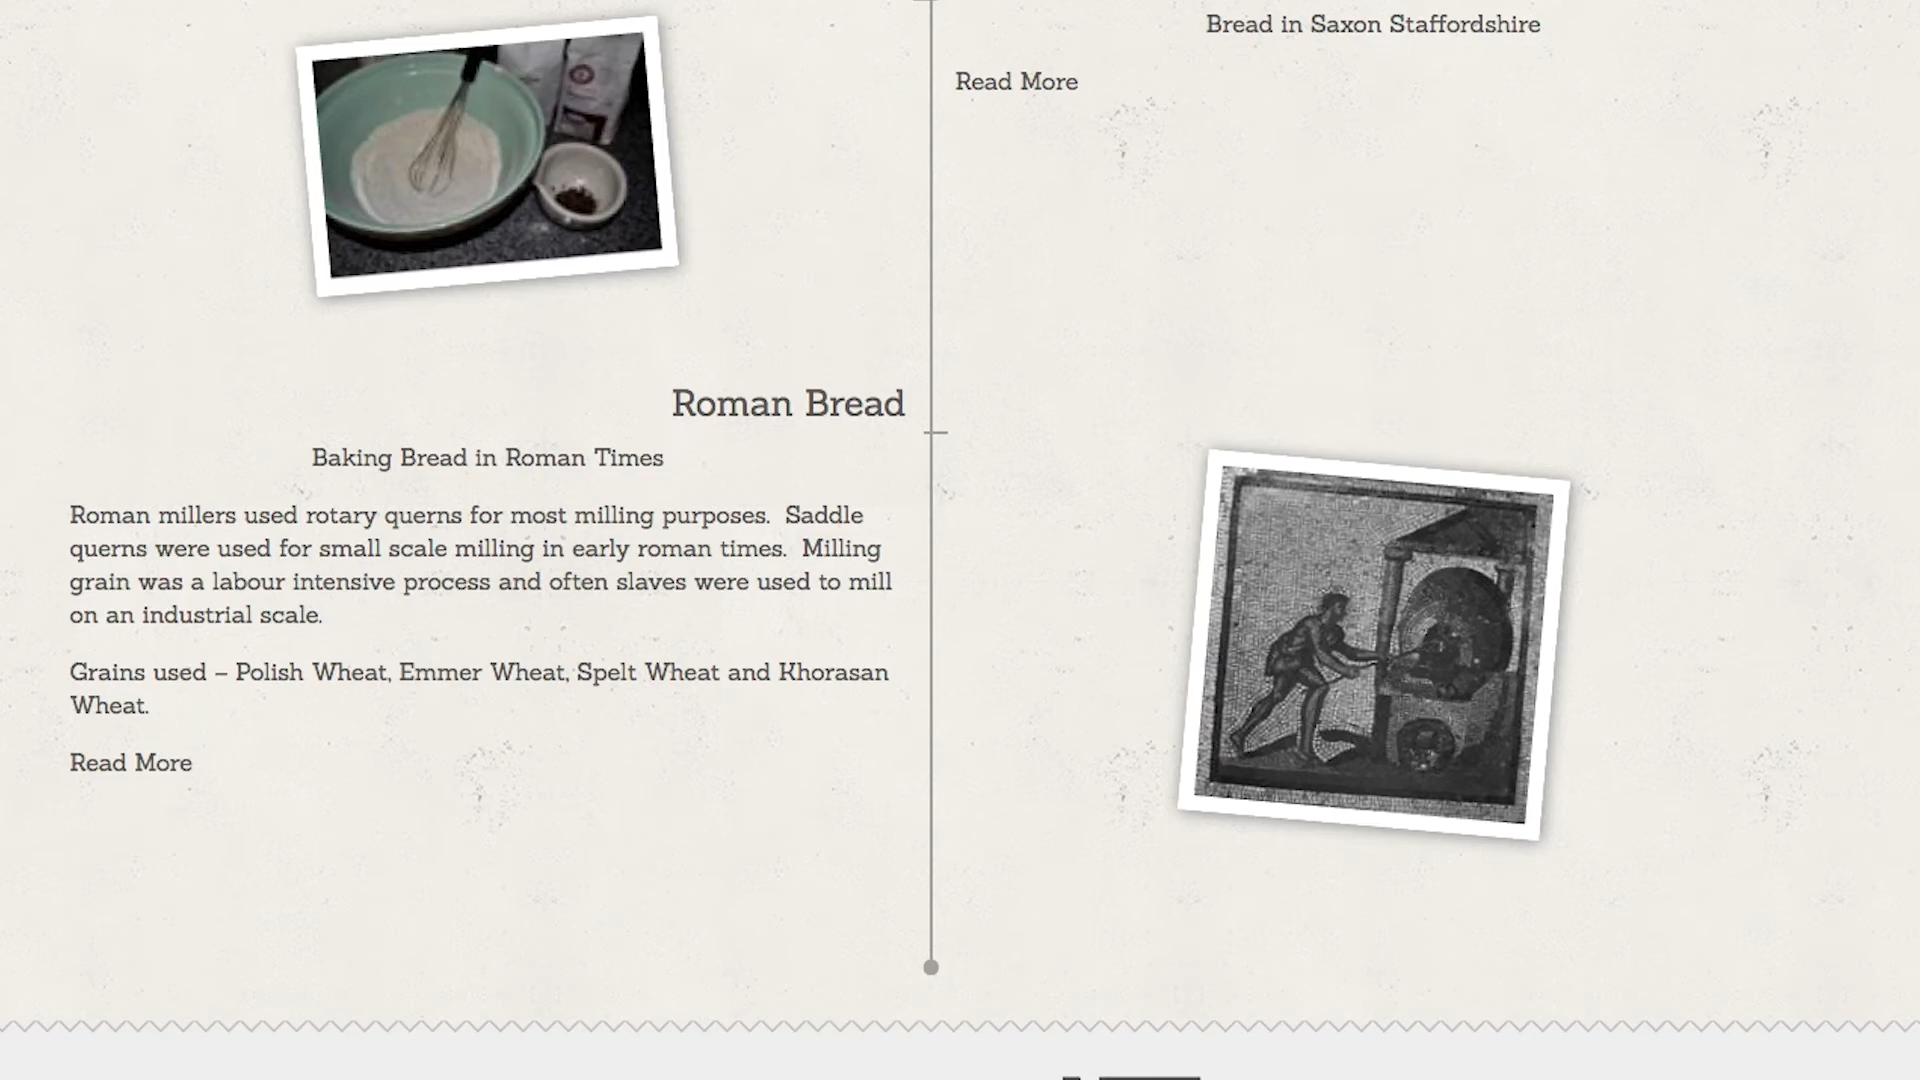 Bread in Saxon Staffordshire
Read More
Roman Bread
Baking Bread in Roman Times
Roman millers used rotary querns for most milling purposes.  Saddle
querns were used for small scale milling in early roman times.  Milling
grain was a labour intensive process and often slaves were used to mill
on an industrial scale.
Grains used – Polish Wheat, Emmer Wheat, Spelt Wheat and Khorasan
Wheat.
Read More